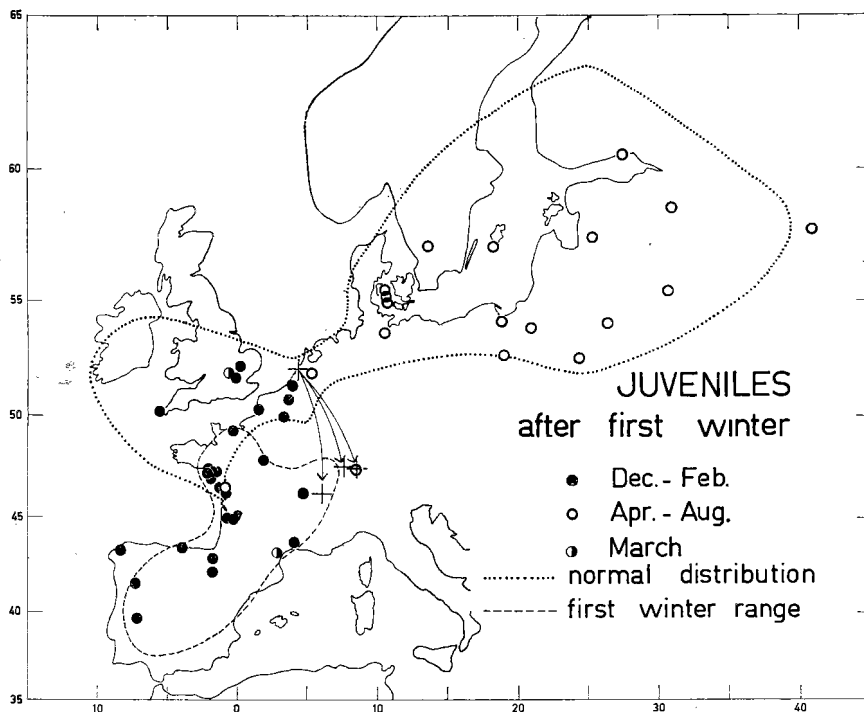 65
60
55
50
45
40
35
10 0 10 20 30 40
JUVENILES
after first winter
Dec. - Feb.
Apr. - Aug.
March
normal distribution
first winter range